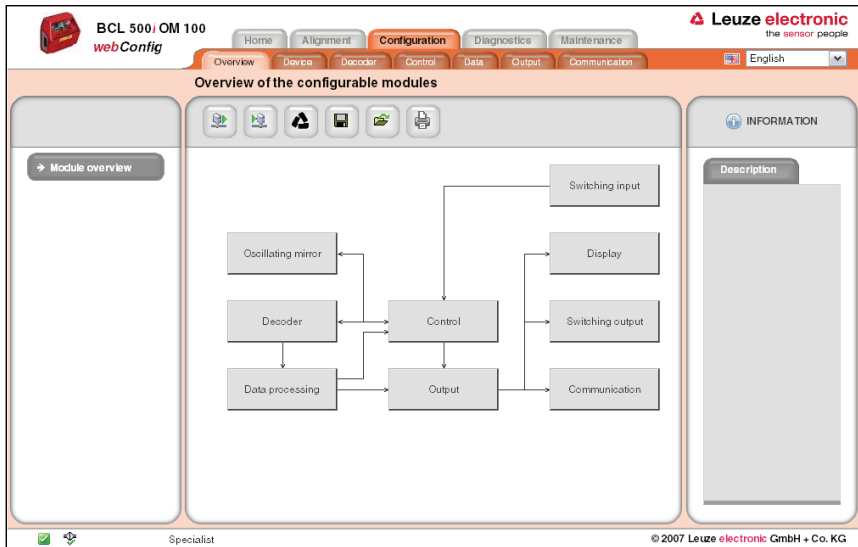 BCL 500i OM 100
webConfig
Home Alignment Configuration Diagnostics Maintenance
Leuze electronic
the sensor people
Overview Device Decoder Control Data Output Communication
English
Overview of the configurable modules
INFORMATION
Module overview
Description
Switching input
Oscillating mirror
Display
Decoder
Control
Switching output
Data processing
Output
Communication
Specialist
© 2007 Leuze electronic GmbH + Co. KG